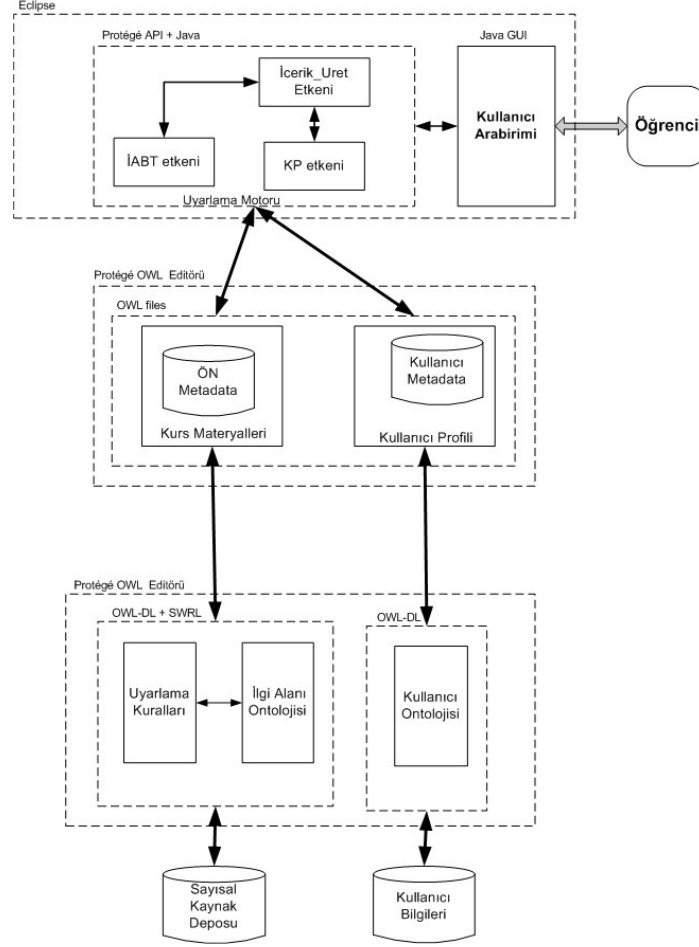 Eclipse
Protégé API + Java
Java GUI
İcerik_Uret
Etkeni
İABT etkeni
KP etkeni
Uyarlama Motoru
Kullanıcı
Arabirimi
Öğrenci
Protégé OWL Editörü
OWL files
ÖN
Metadata
Kurs Materyalleri
Kullanıcı
Metadata
Kullanıcı Profili
Protégé OWL Editörü
OWL-DL + SWRL
OWL-DL
Uyarlama
Kuralları
İlgi Alanı
Ontolojisi
Kullanıcı
Ontolojisi
Sayısal
Kaynak
Deposu
Kullanıcı
Bilgileri